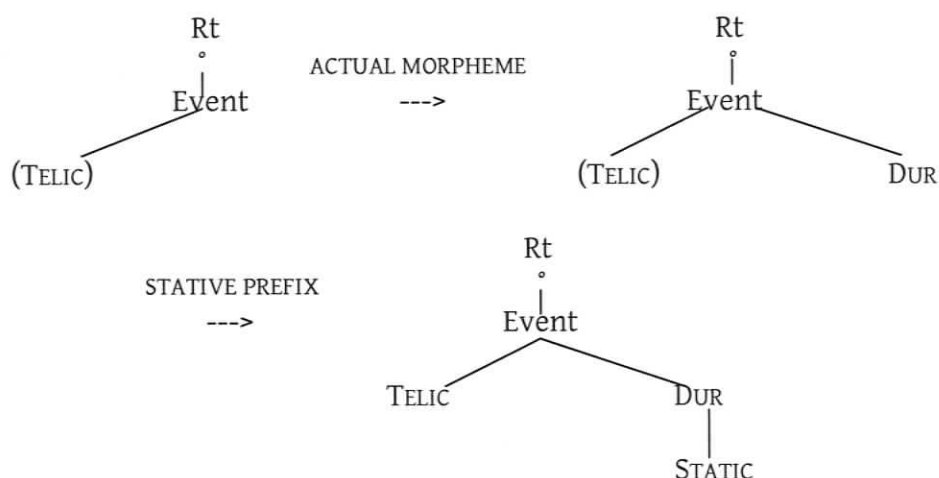 Rt Rt
ACTUAL MORPHEME
Event ---> Event
(TELIC) (TELIC) DUR
Rt
STATIVE PREFIX
---> Event
TELIC DUR
STATIC